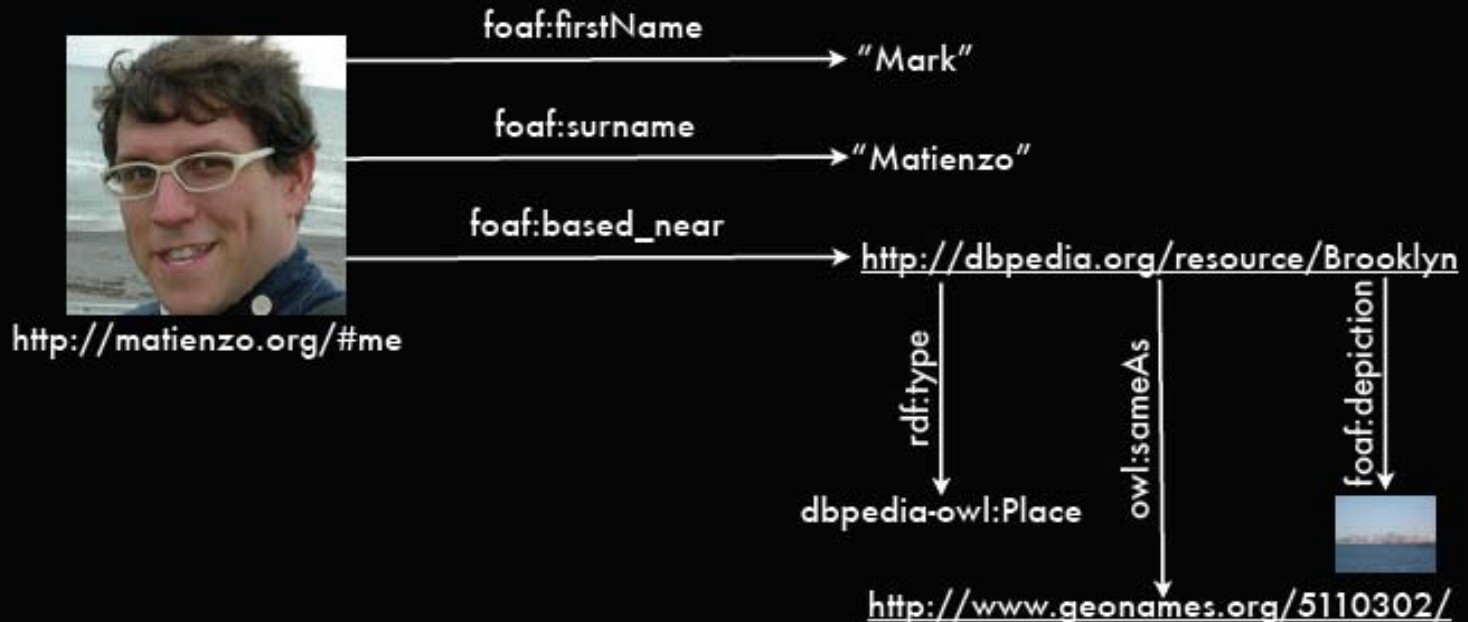 foaf:firstName
"Mark"
foaf:surname
"Matienzo"
foaf:based_near
http://dbpedia.org/resource/Brooklyn
http://matienzo.org/#me
rdf:type
owl:sameAs
foaf:depiction
dbpedia-owl:Place
http://www.geonames.org/5110302/